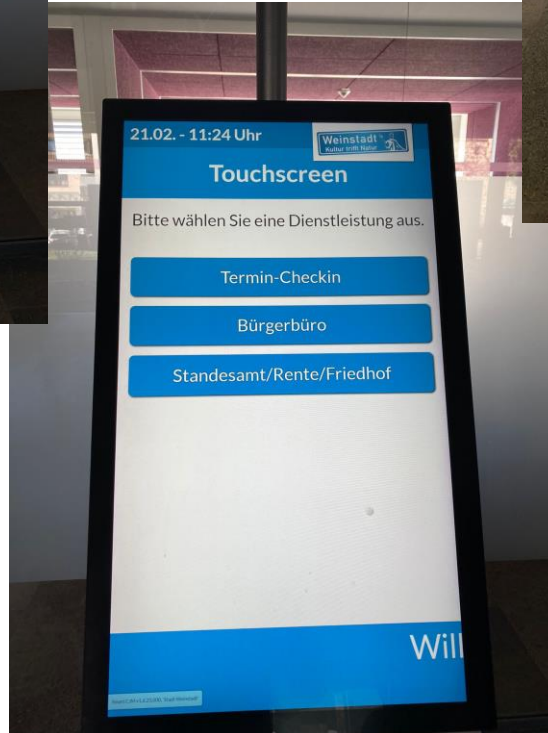 21.02. - 11:24 Uhr
Weinstadt
Kultur trifft Natur
Touchscreen
Bitte wählen Sie eine Dienstleistung aus.
Termin-Checkin
Bürgerbüro
Standesamt/Rente/Friedhof
Will